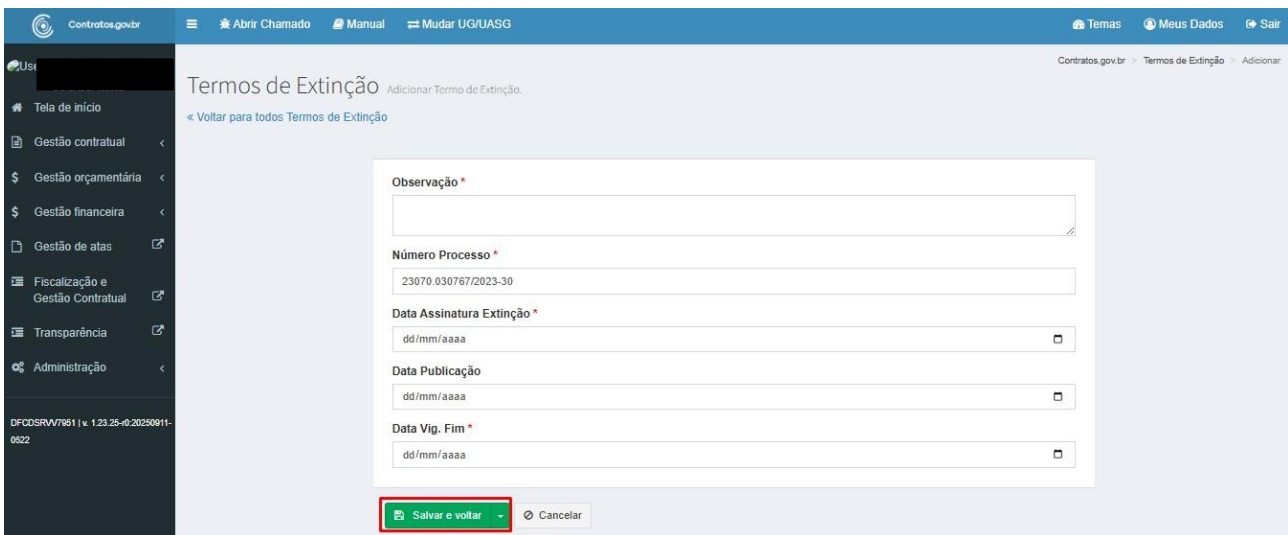 Contratos.gov.br
Abrir Chamado
Manual
Mudar UG/UASG
Temas
Meus Dados
Sair
Contratos.gov.br > Termos de Extinção > Adicionar
Termos de Extinção Adicionar Termo de Extinção.
« Voltar para todos Termos de Extinção
Tela de início
Gestão contratual
Gestão orçamentária
Gestão financeira
Gestão de atas
Fiscalização e
Gestão Contratual
Transparência
Administração
DFCDSRVV7951 | v. 1.23.25-r0:20250911-
0522
Observação *
Número Processo *
23070.030767/2023-30
Data Assinatura Extinção *
dd/mm/aaaa
Data Publicação
dd/mm/aaaa
Data Vig. Fim *
dd/mm/aaaa
Salvar e voltar
Cancelar